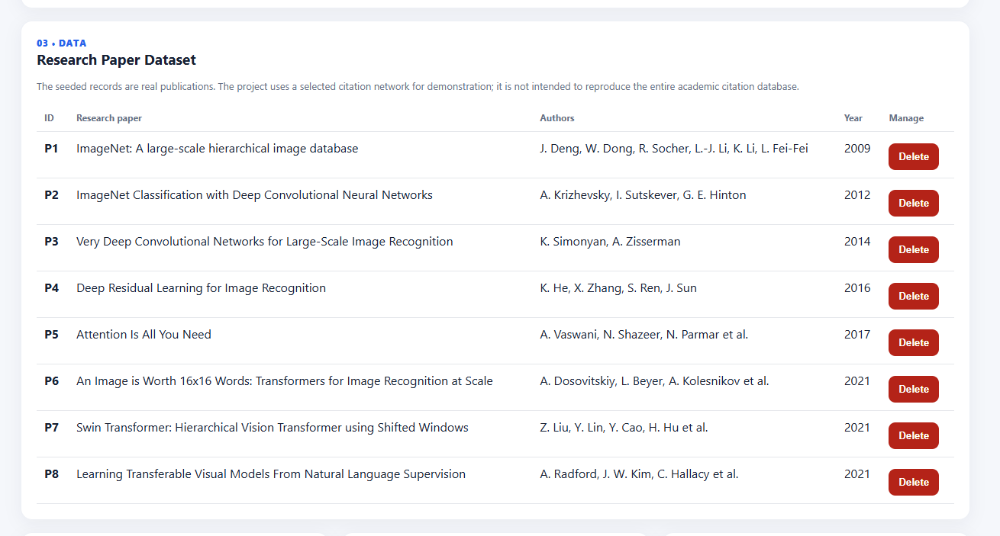 03 • DATA
Research Paper Dataset
The seeded records are real publications. The project uses a selected citation network for demonstration; it is not intended to reproduce the entire academic citation database.
ID Research paper Authors Year Manage
P1 ImageNet: A large-scale hierarchical image database J. Deng, W. Dong, R. Socher, L.-J. Li, K. Li, L. Fei-Fei 2009 Delete
P2 ImageNet Classification with Deep Convolutional Neural Networks A. Krizhevsky, I. Sutskever, G. E. Hinton 2012 Delete
P3 Very Deep Convolutional Networks for Large-Scale Image Recognition K. Simonyan, A. Zisserman 2014 Delete
P4 Deep Residual Learning for Image Recognition K. He, X. Zhang, S. Ren, J. Sun 2016 Delete
P5 Attention Is All You Need A. Vaswani, N. Shazeer, N. Parmar et al. 2017 Delete
P6 An Image is Worth 16x16 Words: Transformers for Image Recognition at Scale A. Dosovitskiy, L. Beyer, A. Kolesnikov et al. 2021 Delete
P7 Swin Transformer: Hierarchical Vision Transformer using Shifted Windows Z. Liu, Y. Lin, Y. Cao, H. Hu et al. 2021 Delete
P8 Learning Transferable Visual Models From Natural Language Supervision A. Radford, J. W. Kim, C. Hallacy et al. 2021 Delete